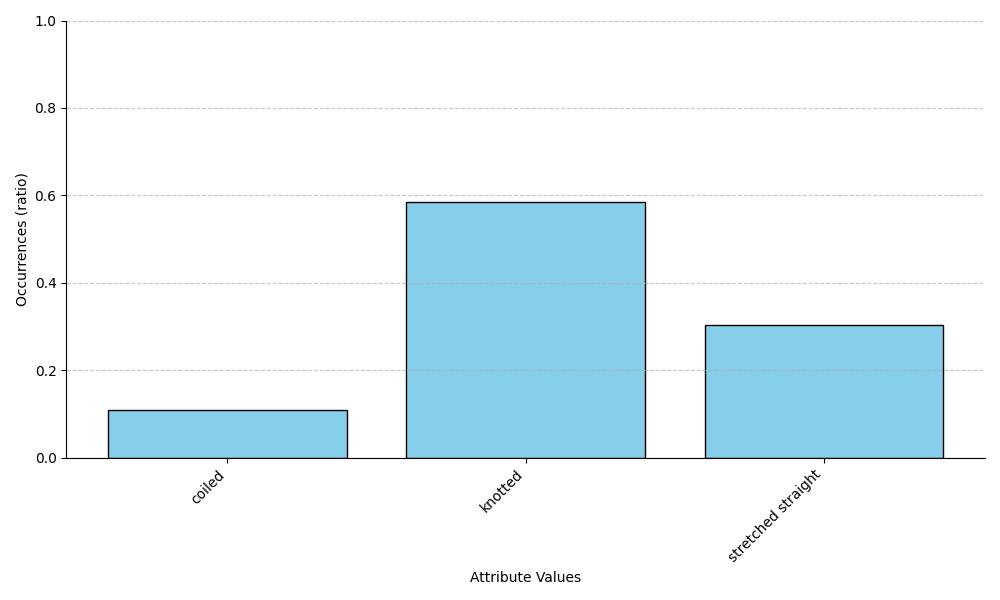 1.0
0.8
0.6
0.4
0.2
0.0
Occurrences (ratio)
coiled
knotted
stretched straight
Attribute Values